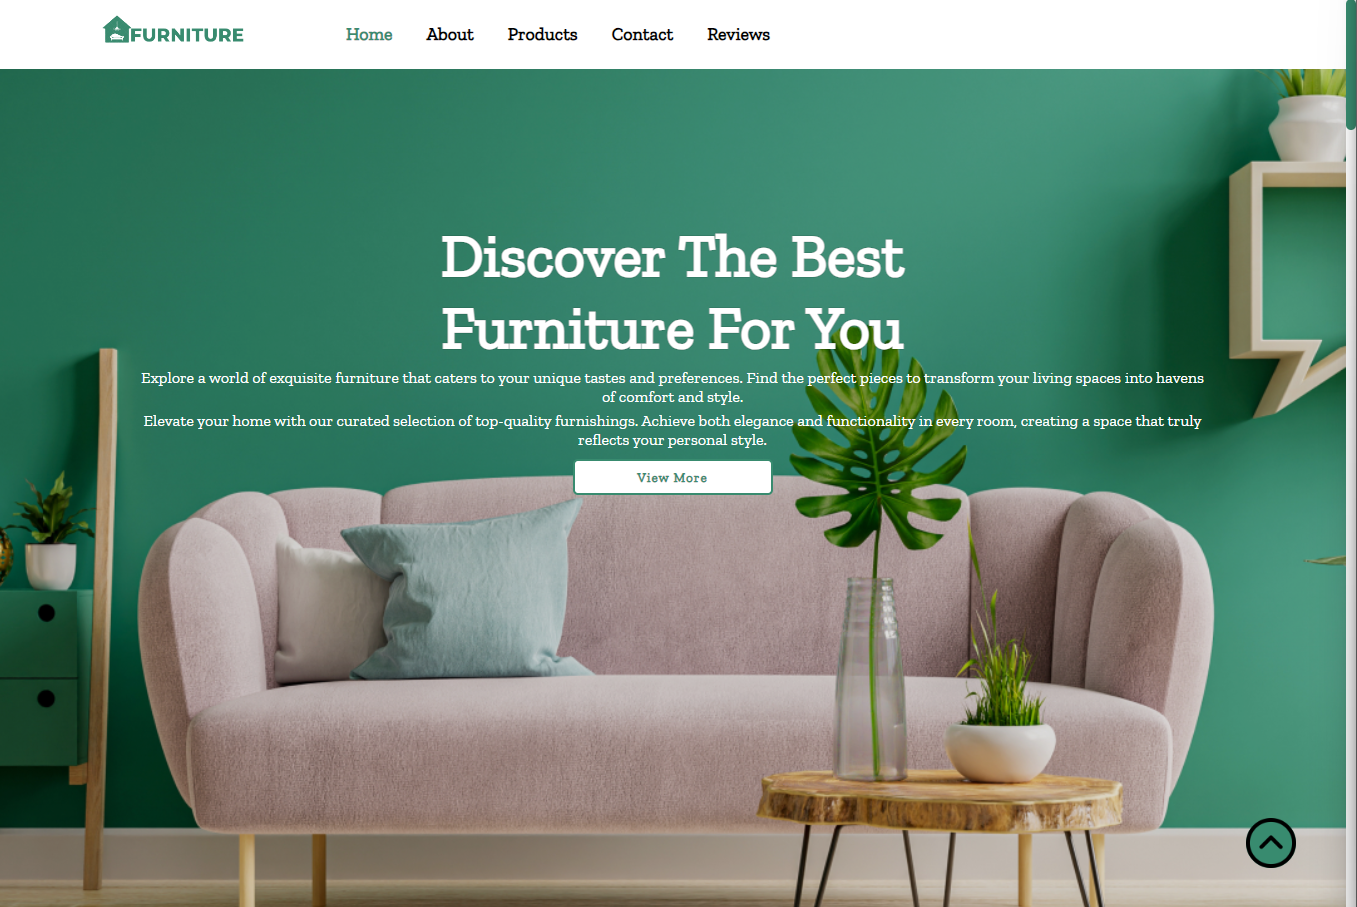 FURNITURE
Home About Products Contact Reviews
Discover The Best
Furniture For You
Explore a world of exquisite furniture that caters to your unique tastes and preferences. Find the perfect pieces to transform your living spaces into havens
of comfort and style.
Elevate your home with our curated selection of top-quality furnishings. Achieve both elegance and functionality in every room, creating a space that truly
reflects your personal style.
View More